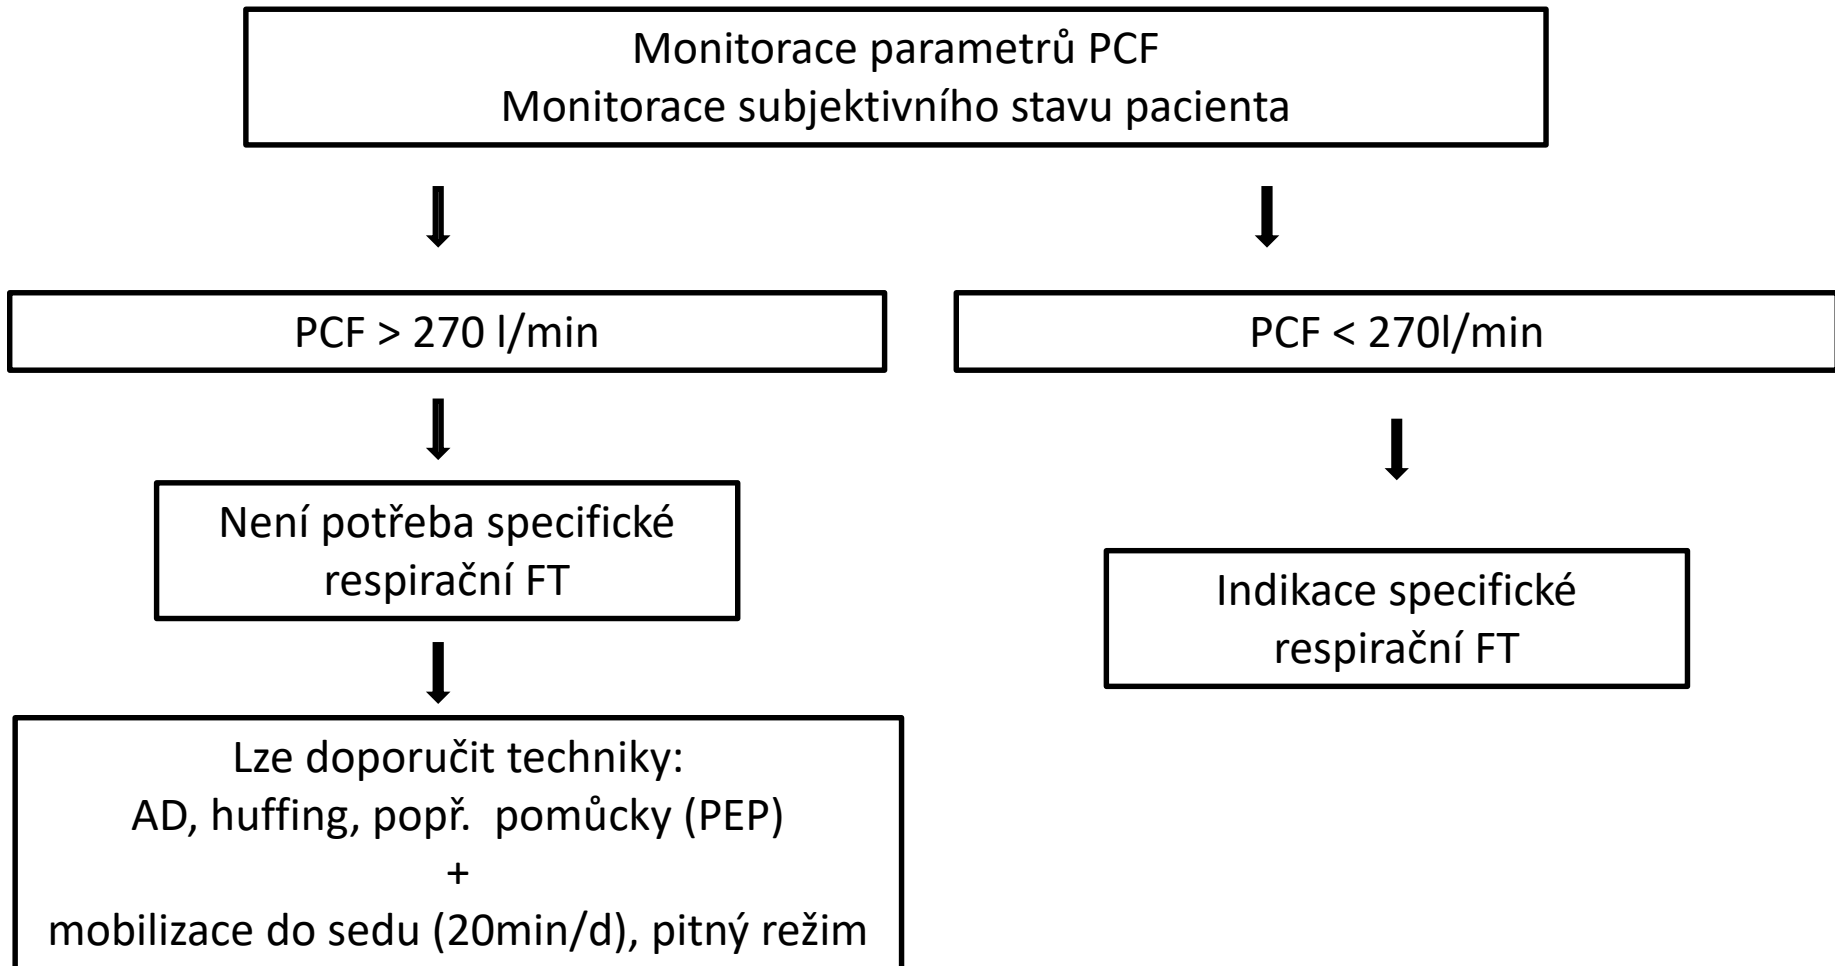 Monitorace parametrů PCF
Monitorace subjektivního stavu pacienta
PCF > 270 l/min
PCF < 270l/min
Není potřeba specifické
respirační FT
Indikace specifické
respirační FT
Lze doporučit techniky:
AD, huffing, popř. pomůcky (PEP)
+
mobilizace do sedu (20min/d), pitný režim